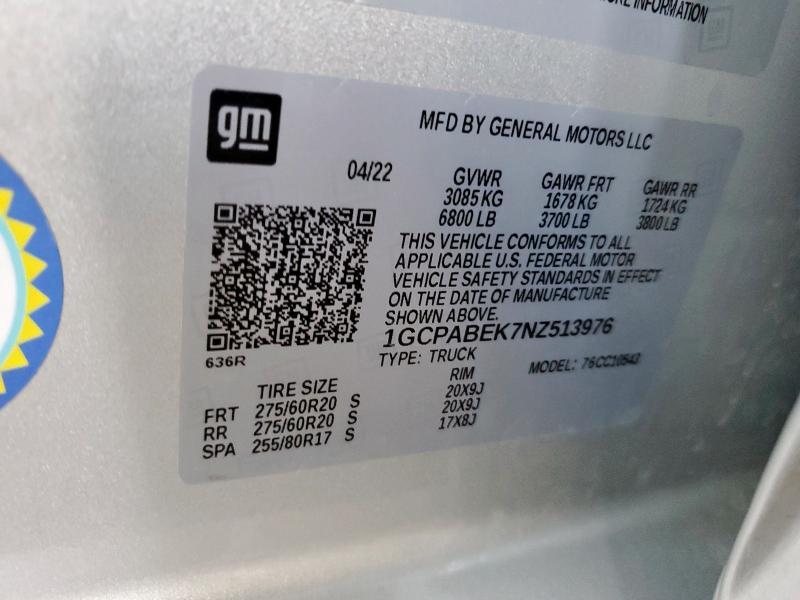 MORE INFORMATION
gm
MFD BY GENERAL MOTORS LLC
04/22
GVWR GAWR FRT GAWR RR
3085 KG 1678 KG 1724 KG
6800 LB 3700 LB 3800 LB
THIS VEHICLE CONFORMS TO ALL
APPLICABLE U.S. FEDERAL MOTOR
VEHICLE SAFETY STANDARDS IN EFFECT
ON THE DATE OF MANUFACTURE
SHOWN ABOVE.
1GCPABEK7NZ513976
636R
TYPE: TRUCK MODEL: 76CC10543
TIRE SIZE RIM
FRT 275/60R20 S 20X9J
RR 275/60R20 S 20X9J
SPA 255/80R17 S 17X8J